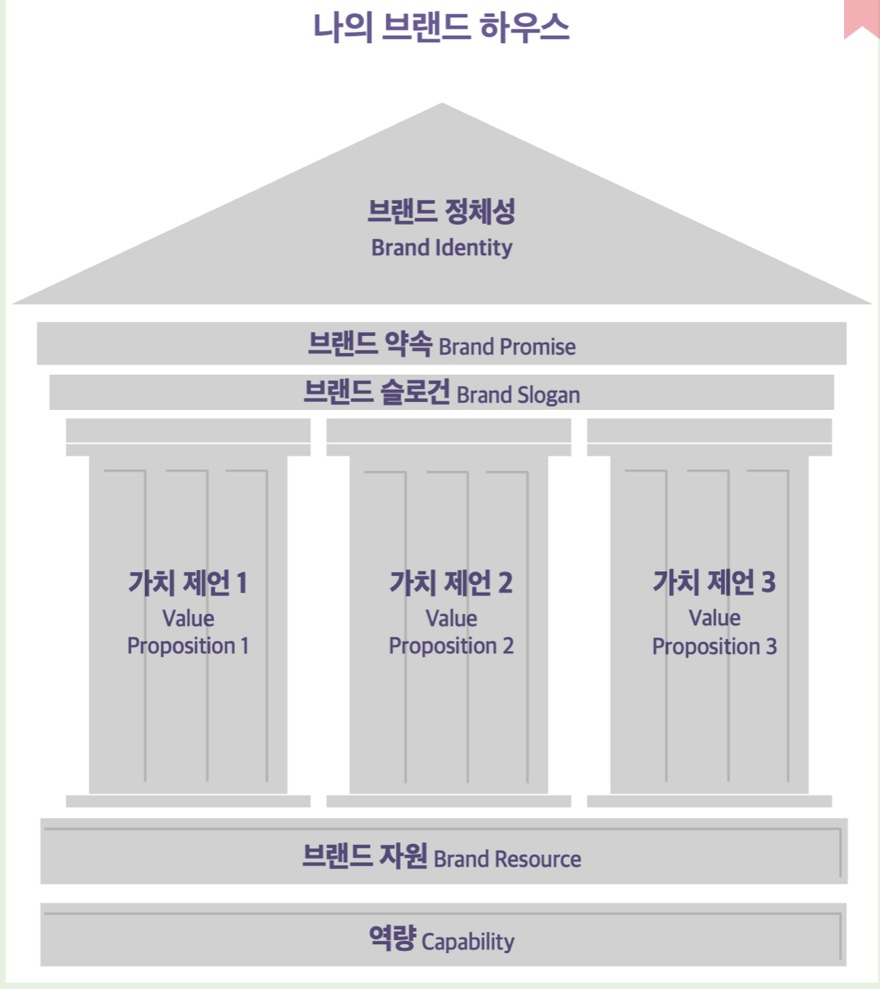 나의 브랜드 하우스
브랜드 정체성
Brand Identity
브랜드 약속 Brand Promise
브랜드 슬로건 Brand Slogan
가치 제언 1
Value
Proposition 1
가치 제언 2
Value
Proposition 2
가치 제언 3
Value
Proposition 3
브랜드 자원 Brand Resource
역량 Capability